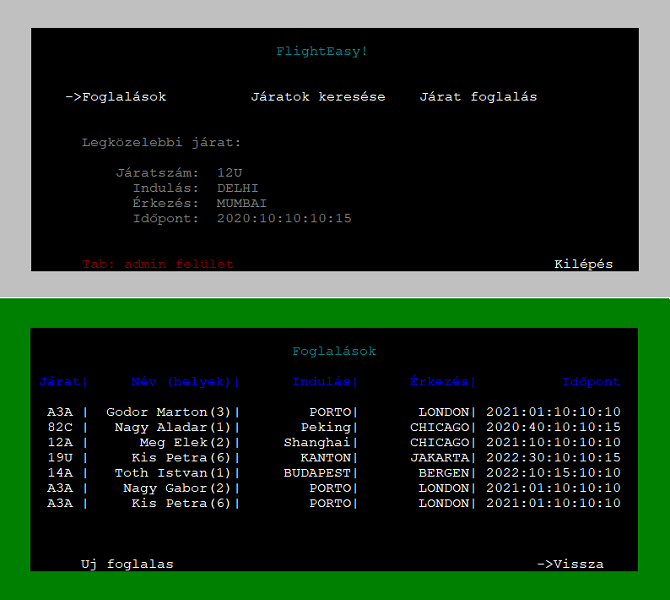 FlightEasy!
->Foglalások Járatok keresése Járat foglalás
Legközelebbi járat:
Járatszám: 12U
Indulás: DELHI
Érkezés: MUMBAI
Időpont: 2020:10:10:10:15
Tab: admin felület Kilépés
Foglalások
Járat| Név (helyek)| Indulás| Érkezés| Időpont
A3A | Godor Marton(3)| PORTO| LONDON| 2021:01:10:10:10
82C | Nagy Aladar(1)| Peking| CHICAGO| 2020:40:10:10:15
12A | Meg Elek(2)| Shanghai| CHICAGO| 2021:10:10:10:10
19U | Kis Petra(6)| KANTON| JAKARTA| 2022:30:10:10:15
14A | Toth Istvan(1)| BUDAPEST| BERGEN| 2022:10:15:10:10
A3A | Nagy Gabor(2)| PORTO| LONDON| 2021:01:10:10:10
A3A | Kis Petra(6)| PORTO| LONDON| 2021:01:10:10:10
Uj foglalas ->Vissza